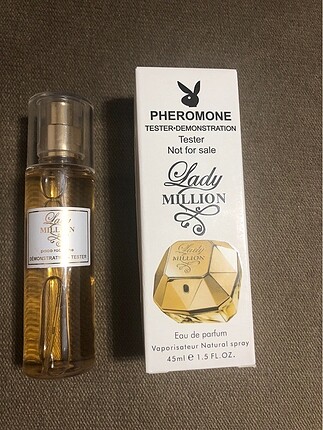 Lady
MILLION
DEMONSTRATION TESTER
PHEROMONE
TESTER•DEMONSTRATION
Tester
Not for sale
Lady
MILLION
Lady
MILLION
Eau de parfum
Vaporisateur Natural spray
45ml e 1.5 FL.OZ.